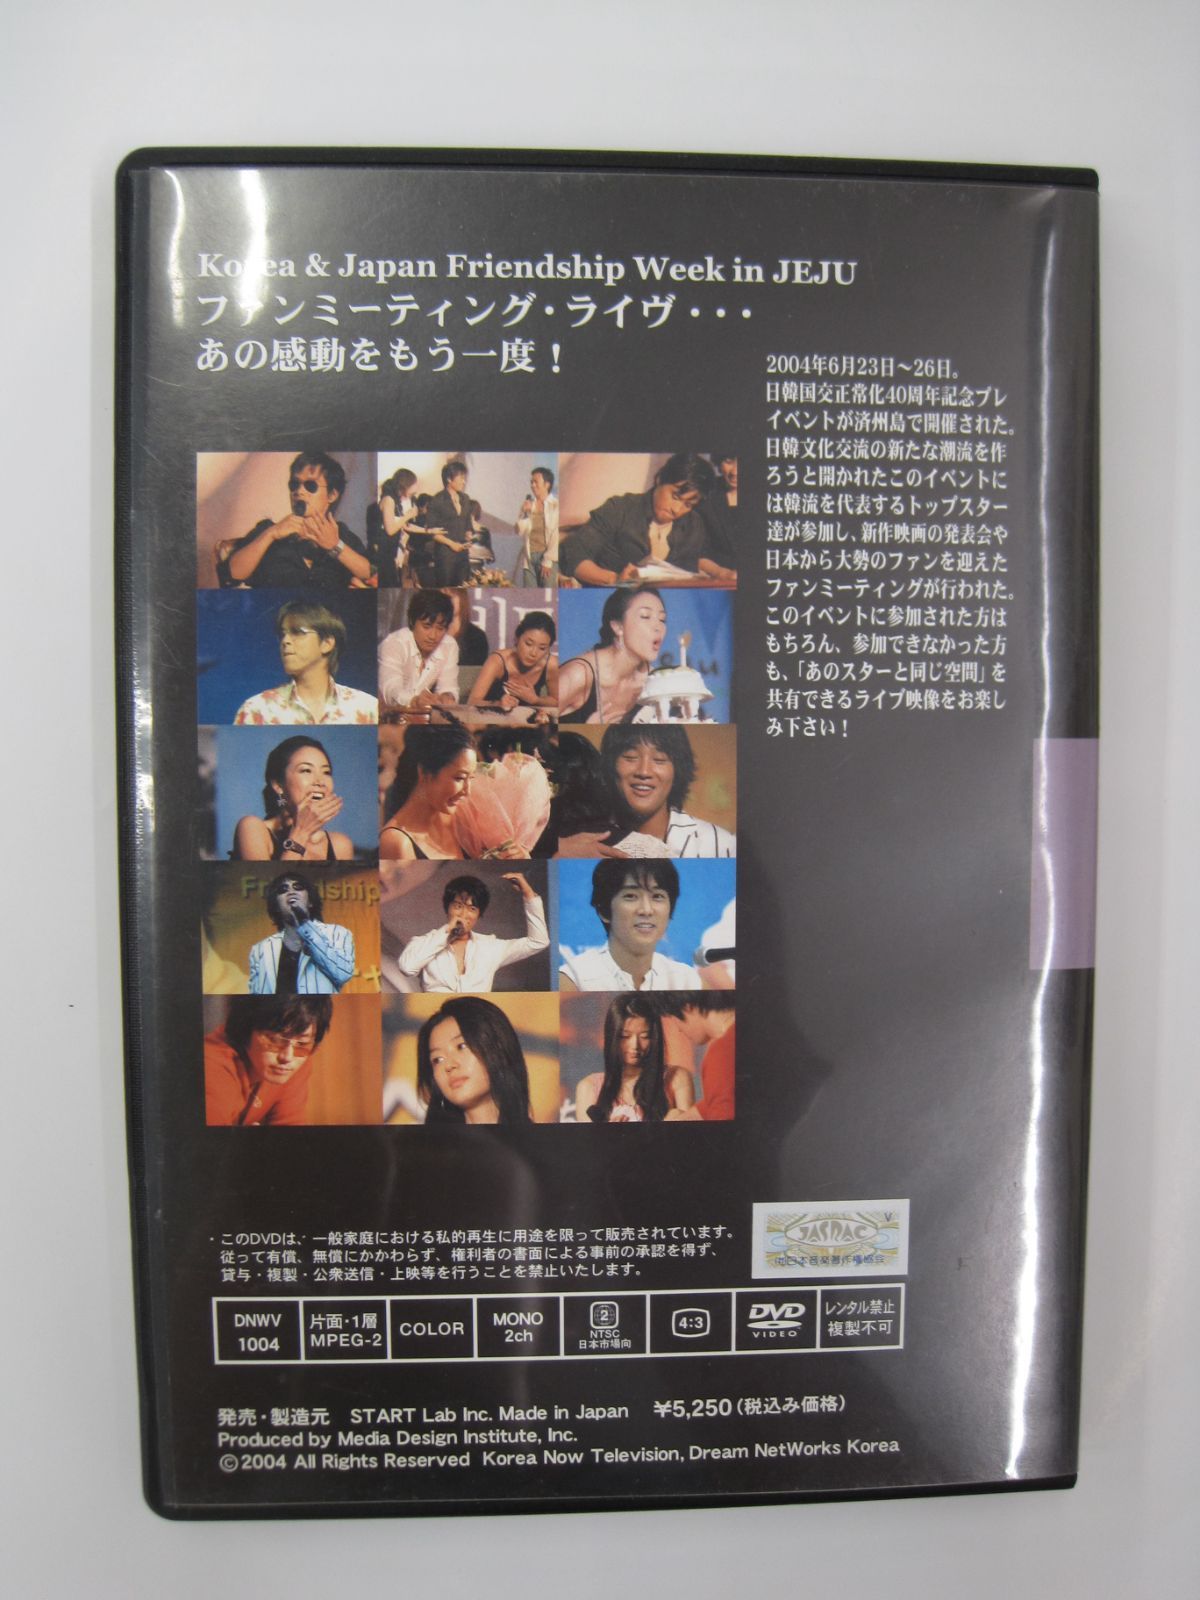 Korea & Japan Friendship Week in JEJU
ファンミーティング・ライヴ・・・
あの感動をもう一度！
2004年6月23日〜26日。
日韓国交正常化40周年記念プレ
イベントが済州島で開催された。
日韓文化交流の新たな潮流を作
ろうと開かれたこのイベントに
は韓流を代表するトップスター
達が参加し、新作映画の発表会や
日本から大勢のファンを迎えた
ファンミーティングが行われた。
このイベントに参加された方は
もちろん、参加できなかった方
も、「あのスターと同じ空間」を
共有できるライブ映像をお楽し
み下さい！
・このDVDは、一般家庭における私的再生に用途を限って販売されています。
従って有償、無償にかかわらず、権利者の書面による事前の承認を得ず、
貸与・複製・公衆送信・上映等を行うことを禁止いたします。
V
JASRAC
(社)日本音楽著作権協会
DNWV
1004
片面・1層
MPEG-2
COLOR
MONO
2ch
2
NTSC
日本市場向
4:3
DVD
VIDEO
レンタル禁止
複製不可
発売・製造元 START Lab Inc. Made in Japan ¥5,250（税込み価格）
Produced by Media Design Institute, Inc.
©2004 All Rights Reserved Korea Now Television, Dream NetWorks Korea